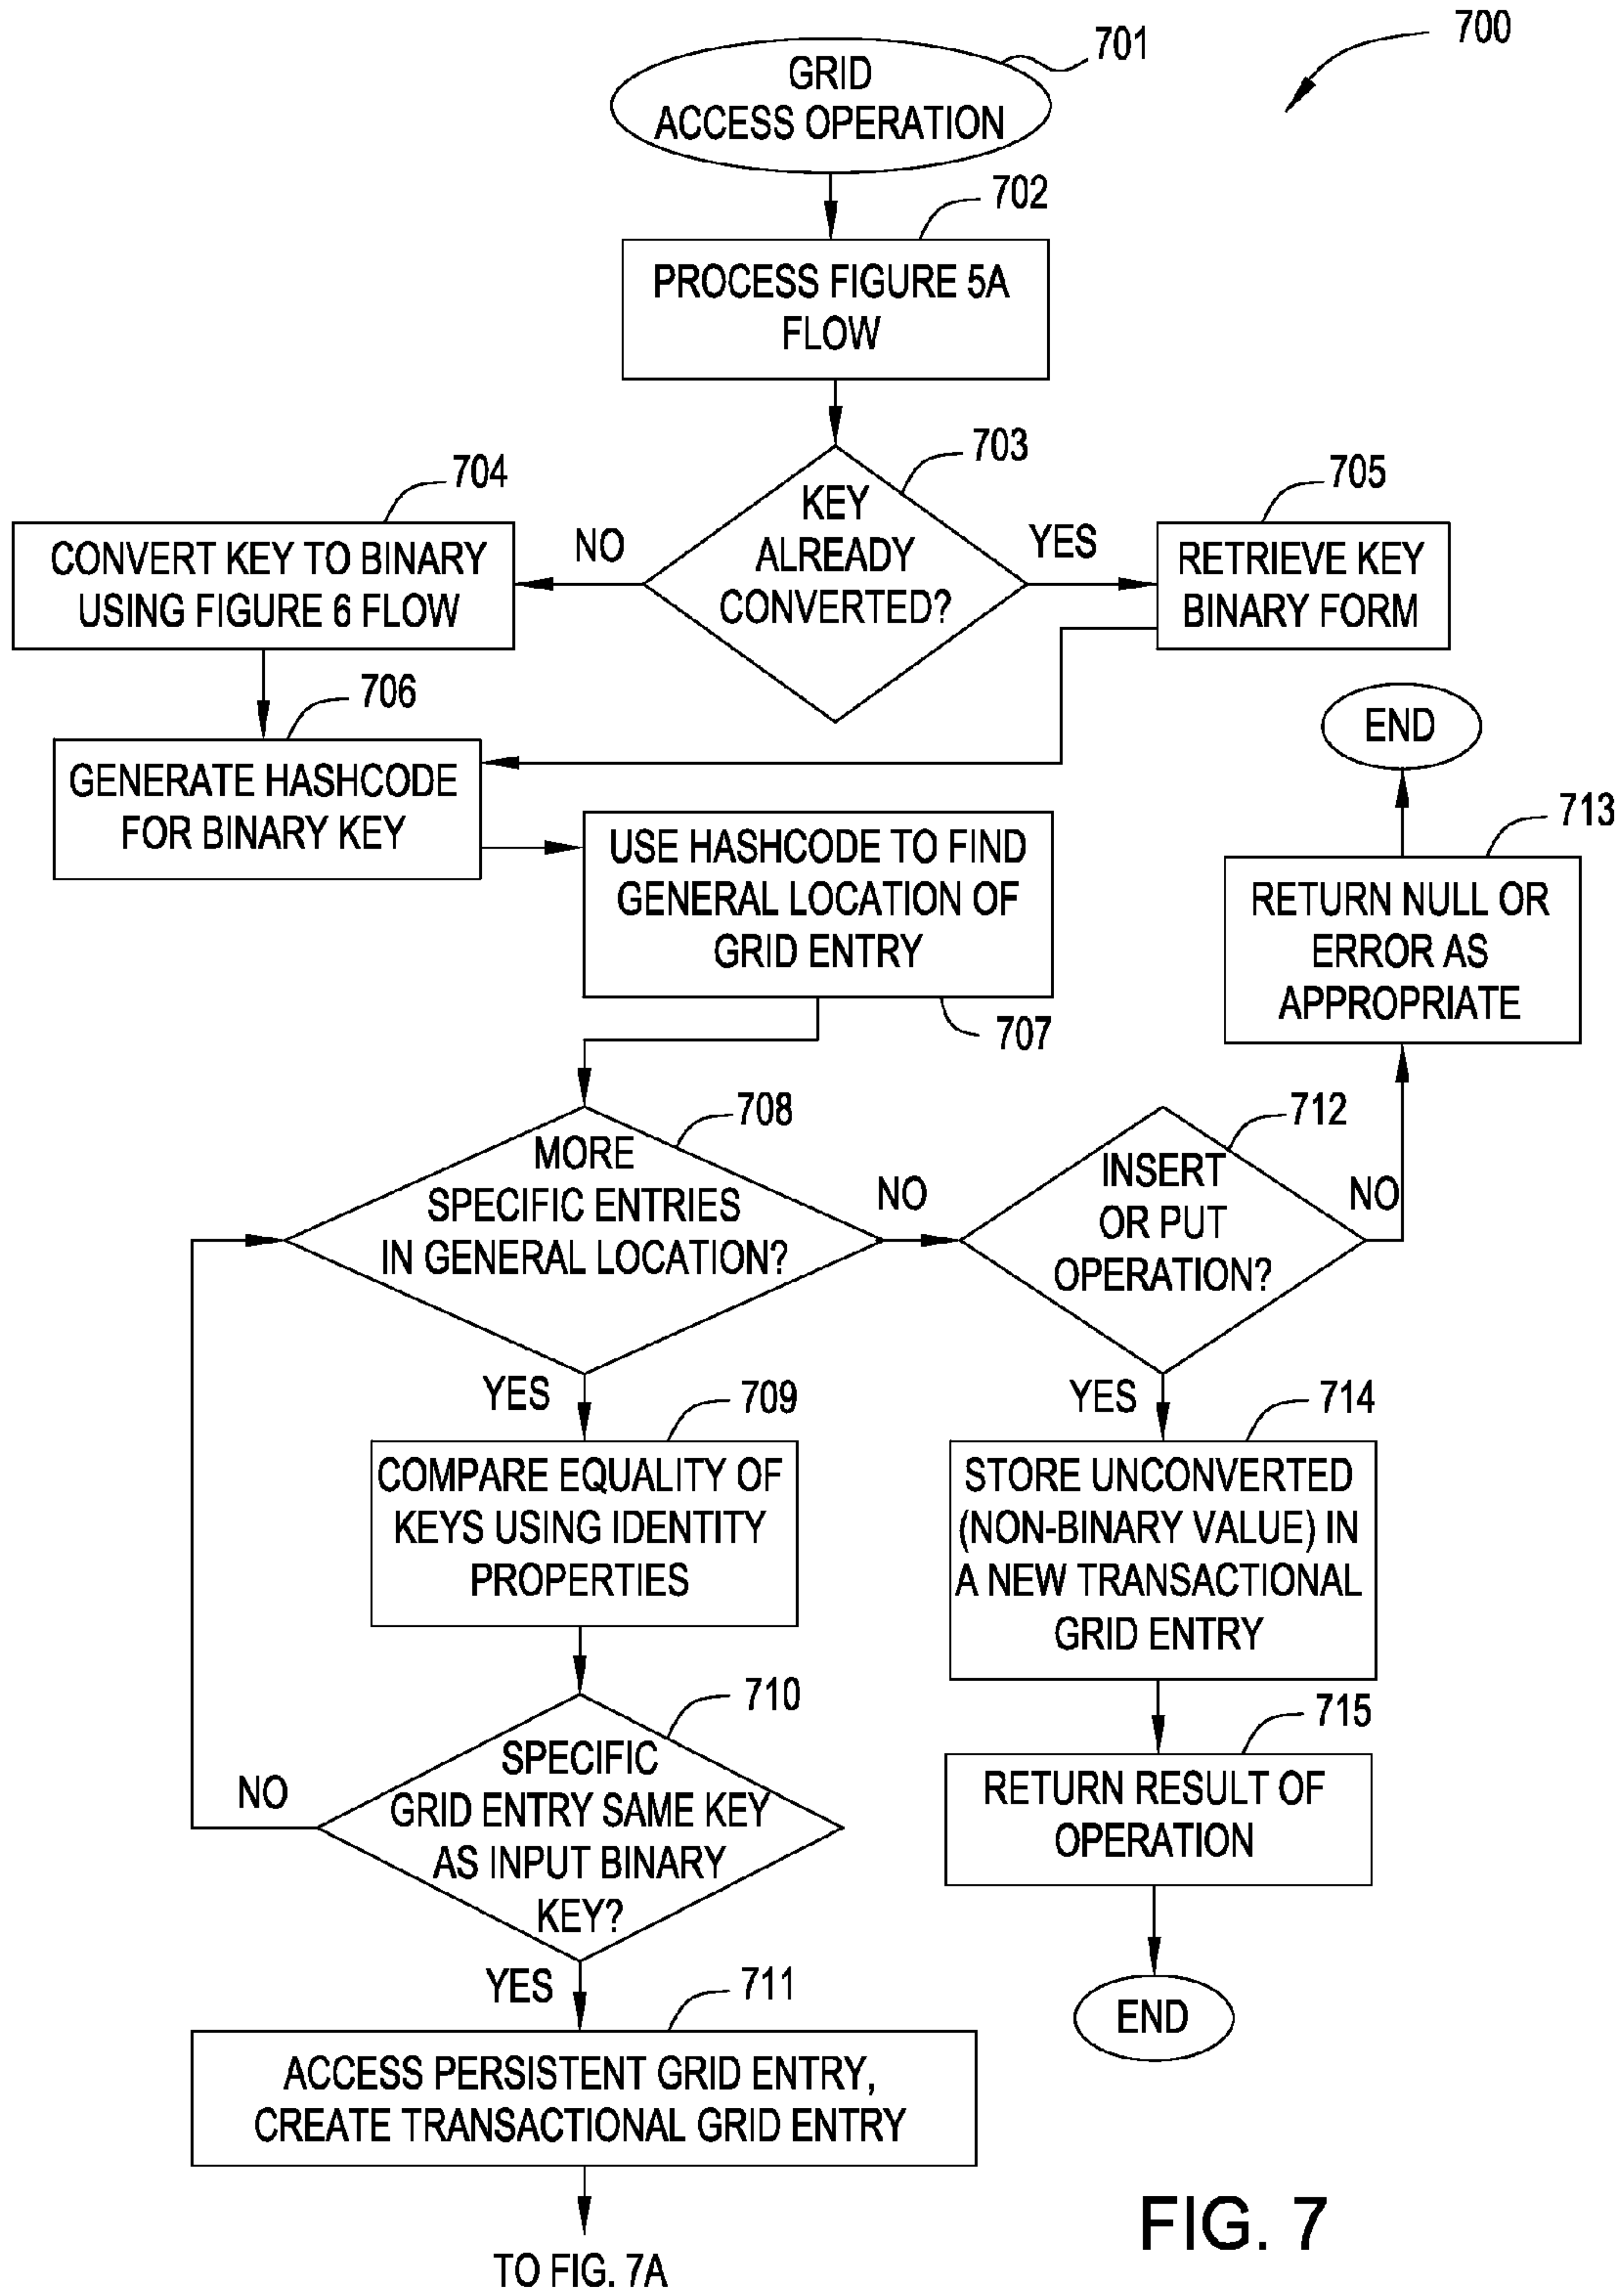 700
701
GRID
ACCESS OPERATION
702
PROCESS FIGURE 5A
FLOW
703
KEY
ALREADY
CONVERTED?
NO
YES
704
CONVERT KEY TO BINARY
USING FIGURE 6 FLOW
705
RETRIEVE KEY
BINARY FORM
706
GENERATE HASHCODE
FOR BINARY KEY
USE HASHCODE TO FIND
GENERAL LOCATION OF
GRID ENTRY
707
END
713
RETURN NULL OR
ERROR AS
APPROPRIATE
708
MORE
SPECIFIC ENTRIES
IN GENERAL LOCATION?
NO
712
INSERT
OR PUT
OPERATION?
NO
YES
709
COMPARE EQUALITY OF
KEYS USING IDENTITY
PROPERTIES
YES
714
STORE UNCONVERTED
(NON-BINARY VALUE) IN
A NEW TRANSACTIONAL
GRID ENTRY
710
SPECIFIC
GRID ENTRY SAME KEY
AS INPUT BINARY
KEY?
NO
715
RETURN RESULT OF
OPERATION
END
YES
711
ACCESS PERSISTENT GRID ENTRY,
CREATE TRANSACTIONAL GRID ENTRY
TO FIG. 7A
FIG. 7